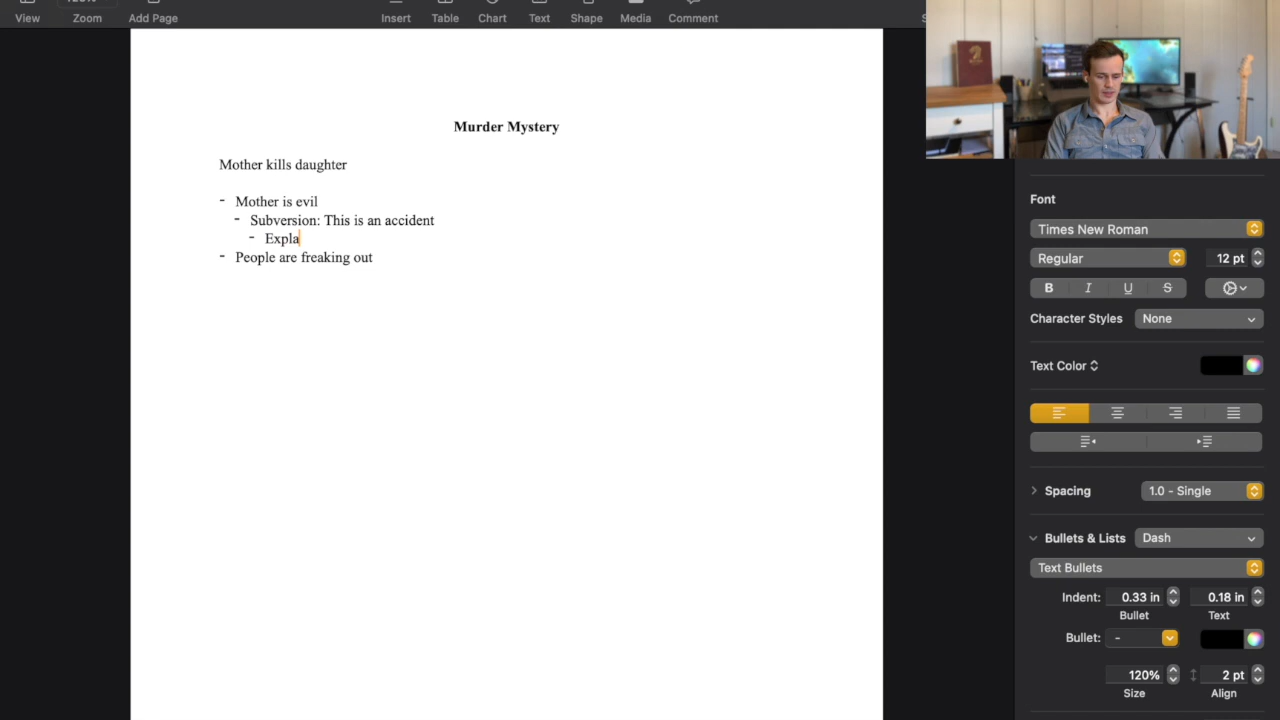 View Zoom Add Page Insert Table Chart Text Shape Media Comment
Murder Mystery
Mother kills daughter
- Mother is evil
- Subversion: This is an accident
- Expla
- People are freaking out
Font
Times New Roman
Regular 12 pt
B I U S
Character Styles None
Text Color
Spacing 1.0 - Single
Bullets & Lists Dash
Text Bullets
Indent: 0.33 in 0.18 in
Bullet Text
Bullet: -
120% 2 pt
Size Align